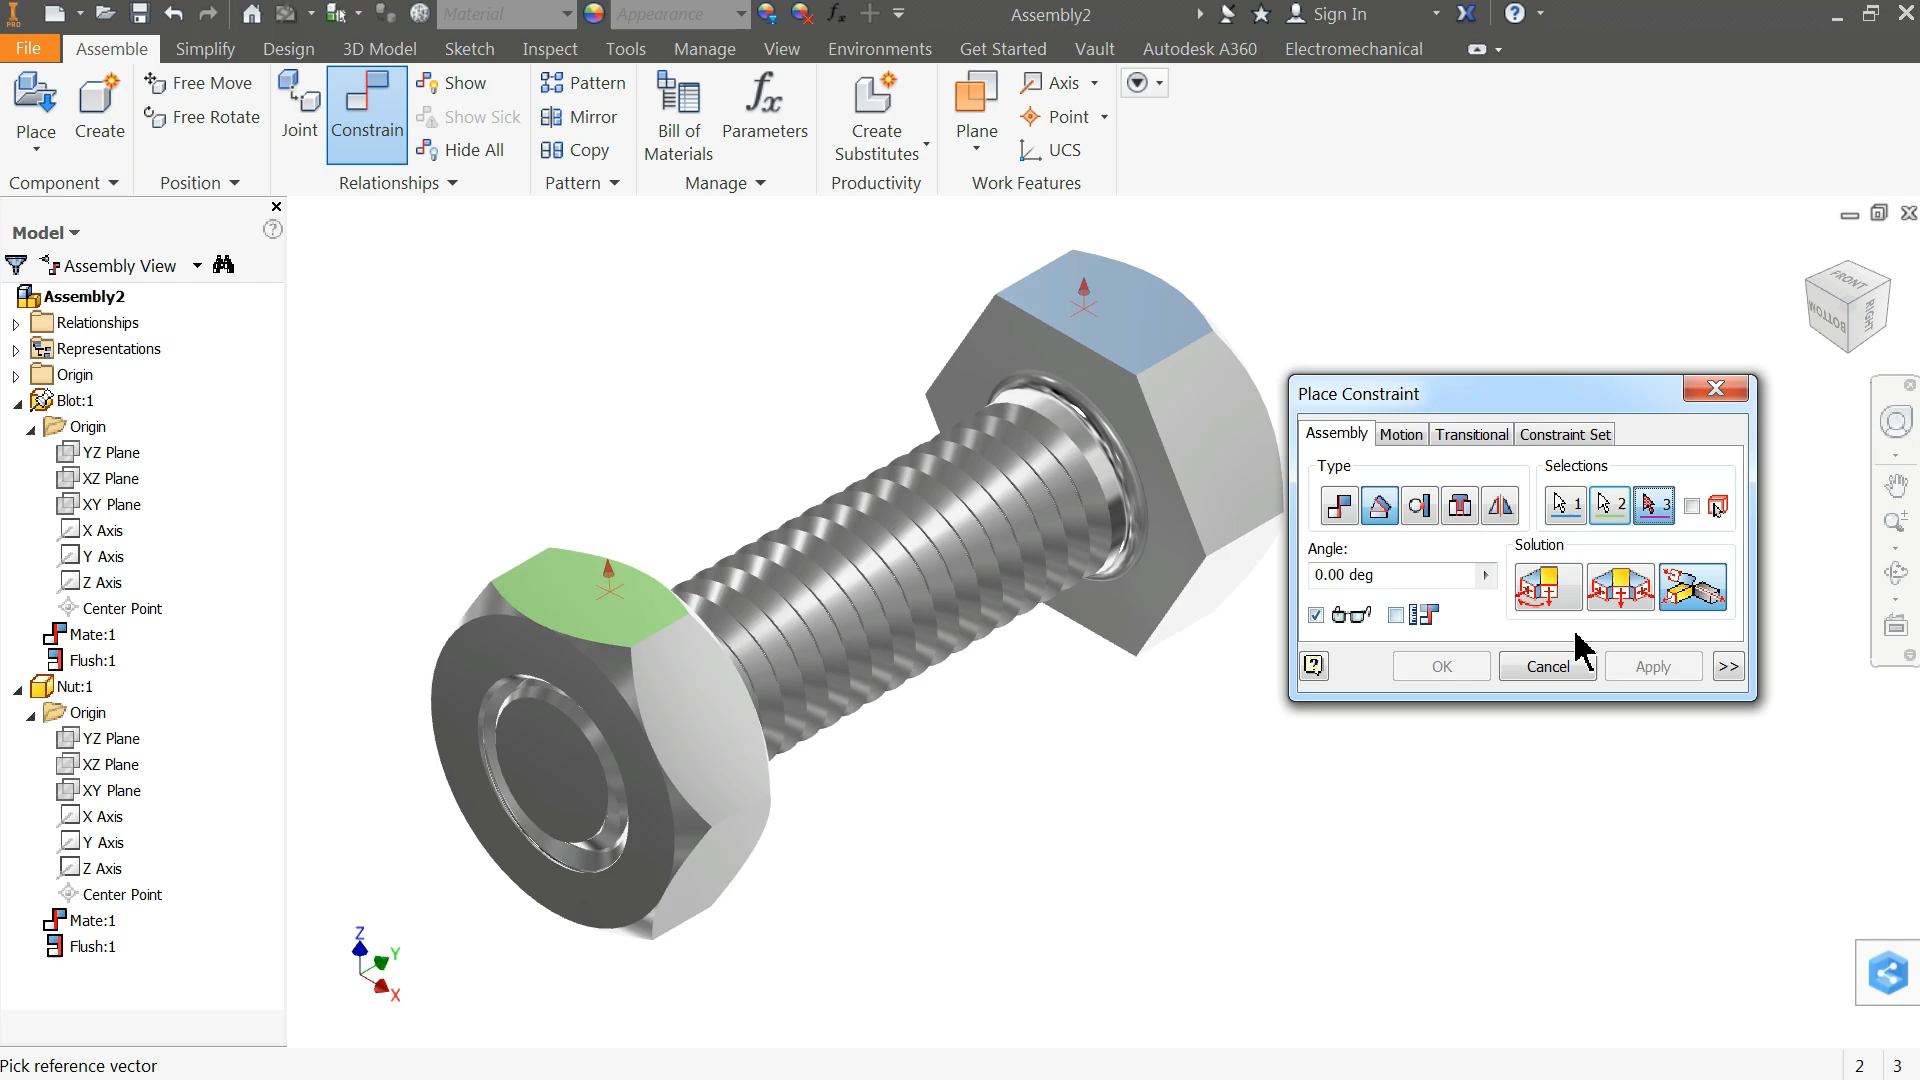 PRO
Material
Appearance
fx
Assembly2
Sign In
File
Assemble
Simplify
Design
3D Model
Sketch
Inspect
Tools
Manage
View
Environments
Get Started
Vault
Autodesk A360
Electromechanical
Place
Create
Free Move
Free Rotate
Joint
Constrain
Show
Show Sick
Hide All
Pattern
Mirror
Copy
Bill of
Materials
fx
Parameters
Create
Substitutes
Plane
Axis
Point
UCS
Component
Position
Relationships
Pattern
Manage
Productivity
Work Features
Model
Assembly View
Assembly2
Relationships
Representations
Origin
Blot:1
Origin
YZ Plane
XZ Plane
XY Plane
X Axis
Y Axis
Z Axis
Center Point
Mate:1
Flush:1
Nut:1
Origin
YZ Plane
XZ Plane
XY Plane
X Axis
Y Axis
Z Axis
Center Point
Mate:1
Flush:1
FRONT
BOTTOM
RIGHT
Place Constraint
Assembly
Motion
Transitional
Constraint Set
Type
Selections
1
2
3
Angle:
0.00 deg
Solution
OK
Cancel
Apply
>>
Z
Y
X
Pick reference vector
2
3